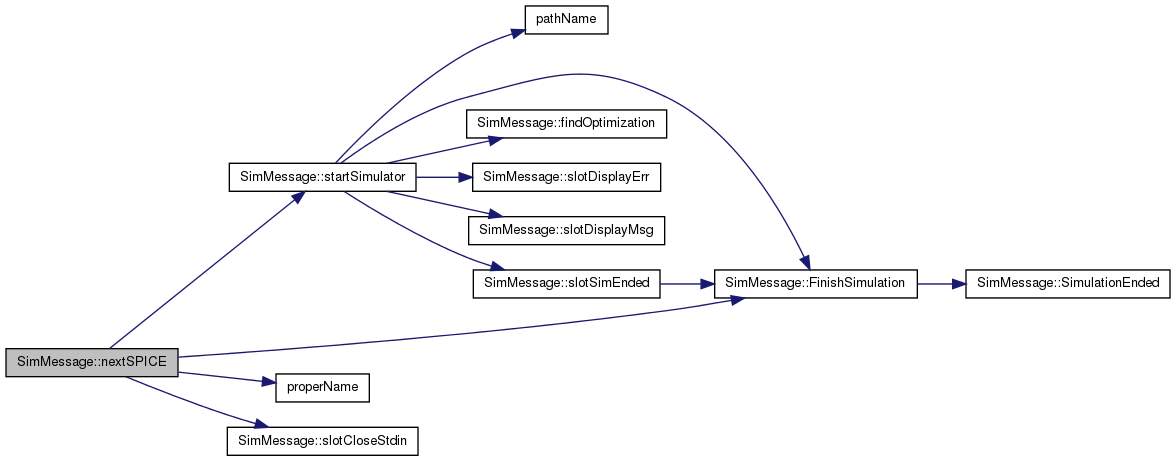 pathName
SimMessage::findOptimization
SimMessage::startSimulator
SimMessage::slotDisplayErr
SimMessage::slotDisplayMsg
SimMessage::slotSimEnded
SimMessage::FinishSimulation
SimMessage::SimulationEnded
SimMessage::nextSPICE
properName
SimMessage::slotCloseStdin